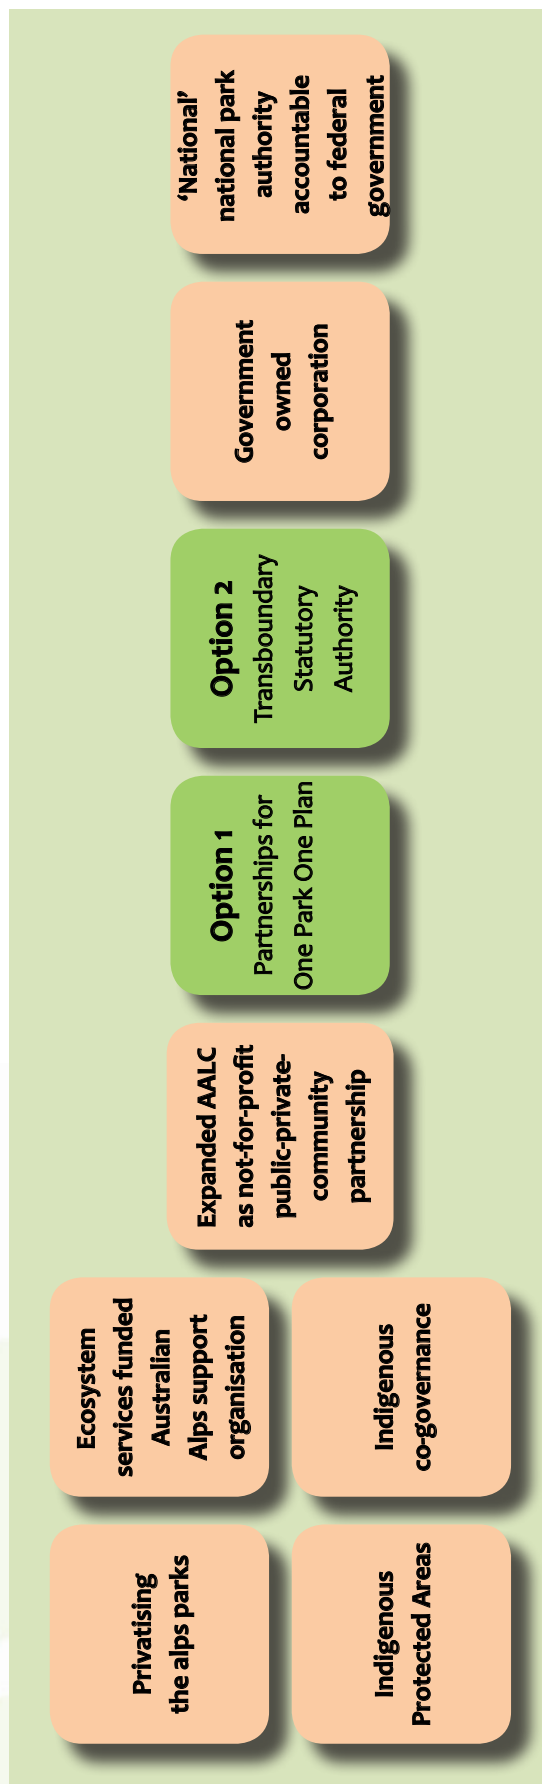 Privatising
the alps parks
Ecosystem
services funded
Australian
Alps support
organisation
Indigenous
Protected Areas
Indigenous
co-governance
Expanded AALC
as not-for-profit
public-private-
community
partnership
Option 1
Partnerships for
One Park One Plan
Option 2
Transboundary
Statutory
Authority
Government
owned
corporation
‘National’
national park
authority
accountable
to federal
government